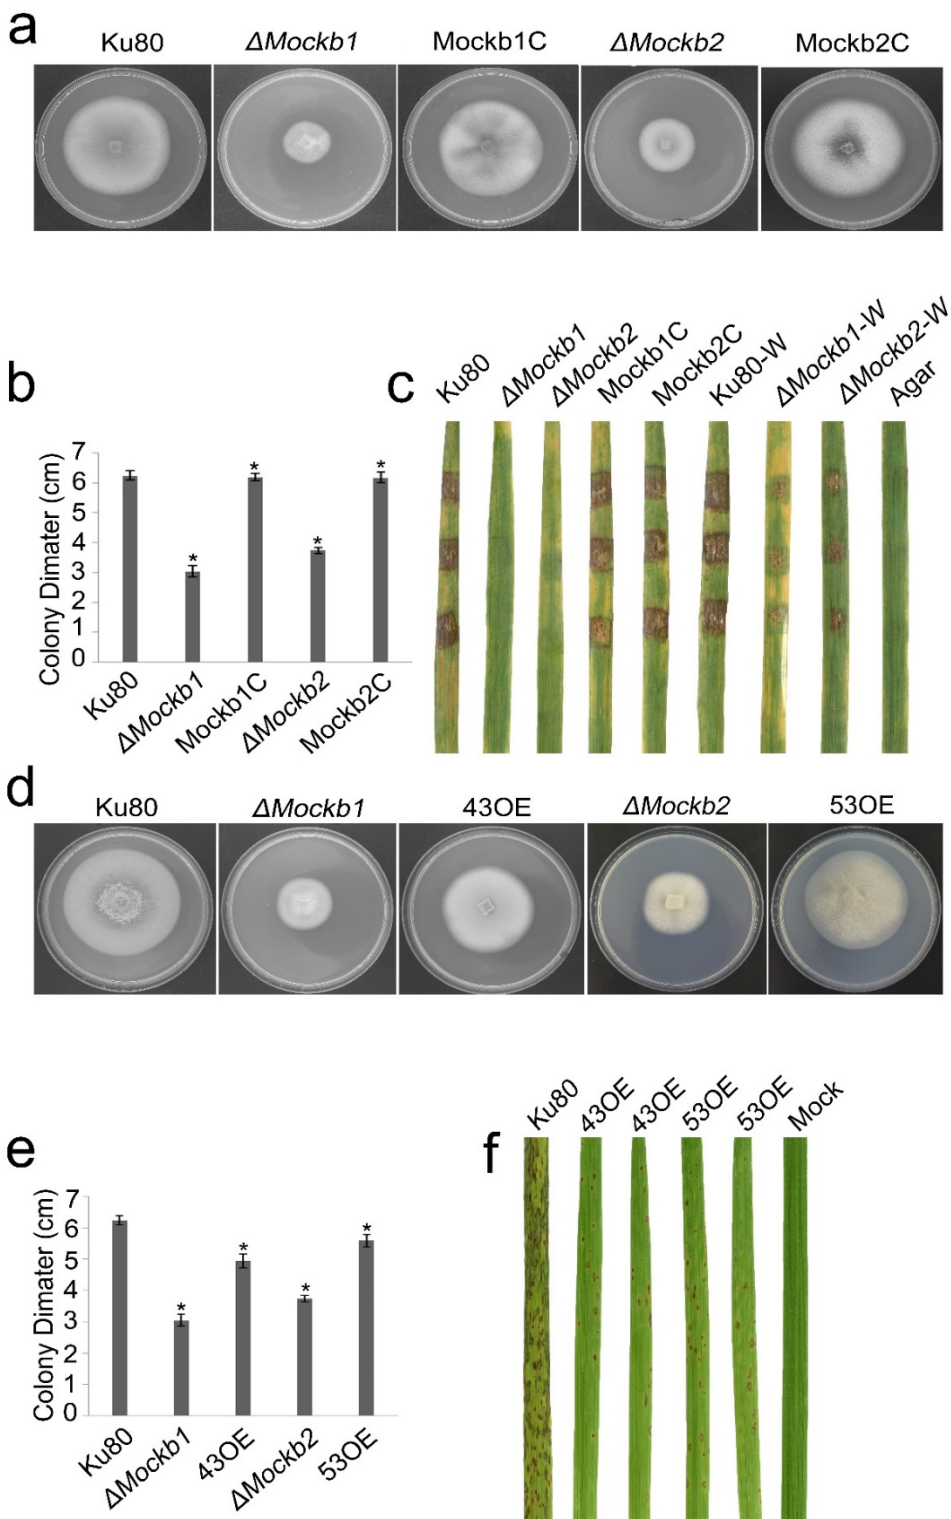 a
Ku80 ΔMockb1 Mockb1C ΔMockb2 Mockb2C
b
Colony Dimater (cm)
7
6
5
4
3
2
1
0
* * * *
Ku80 ΔMockb1 Mockb1C ΔMockb2 Mockb2C
c
Ku80 ΔMockb1 ΔMockb2 Mockb1C Mockb2C Ku80-W ΔMockb1-W ΔMockb2-W Agar
d
Ku80 ΔMockb1 43OE ΔMockb2 53OE
e
Colony Dimater (cm)
7
6
5
4
3
2
1
0
* * * *
Ku80 ΔMockb1 43OE ΔMockb2 53OE
f
Ku80 43OE 43OE 53OE 53OE Mock